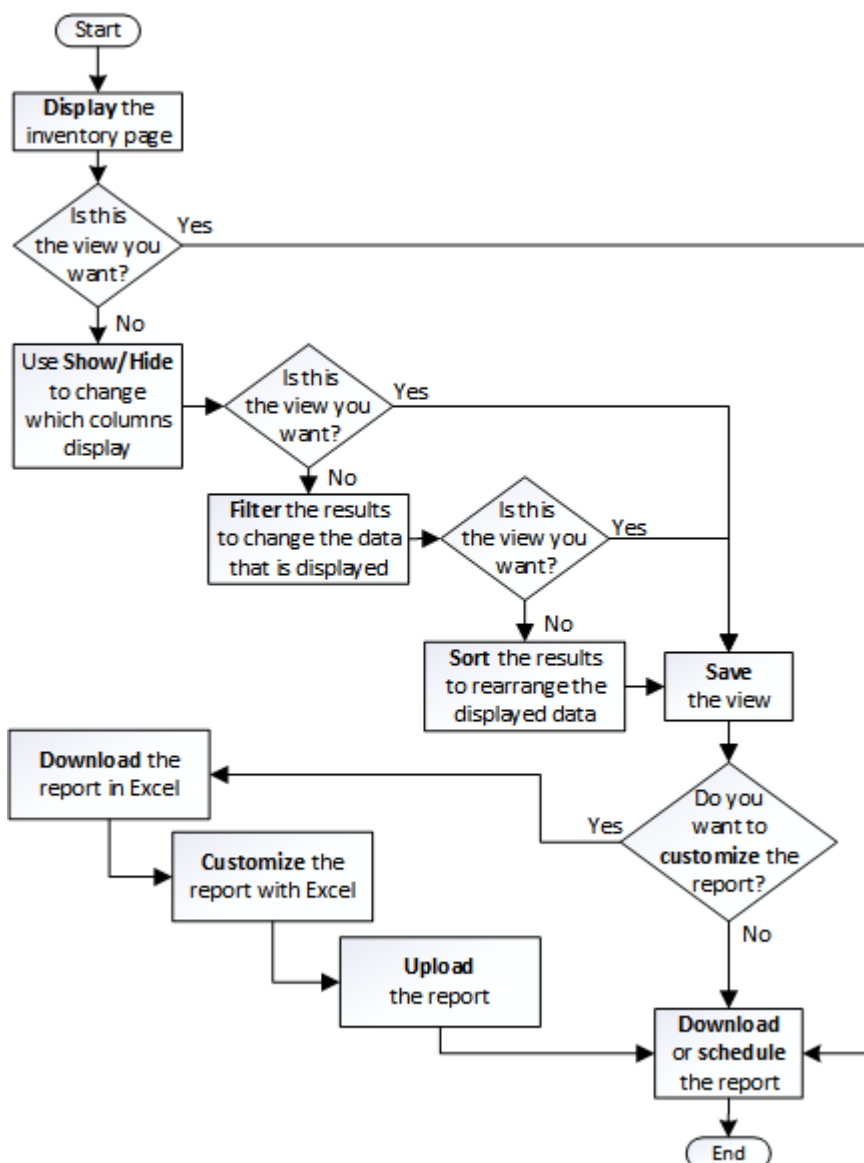 Start
Display the
inventory page
Is this
the view you
want?
Yes
No
Use Show/Hide
to change
which columns
display
Is this
the view you
want?
Yes
No
Filter the results
to change the data
that is displayed
Is this
the view you
want?
Yes
No
Sort the results
to rearrange the
displayed data
Save
the view
Do you
want to
customize the
report?
Yes
No
Download the
report in Excel
Customize the
report with Excel
Upload
the report
Download
or schedule
the report
End